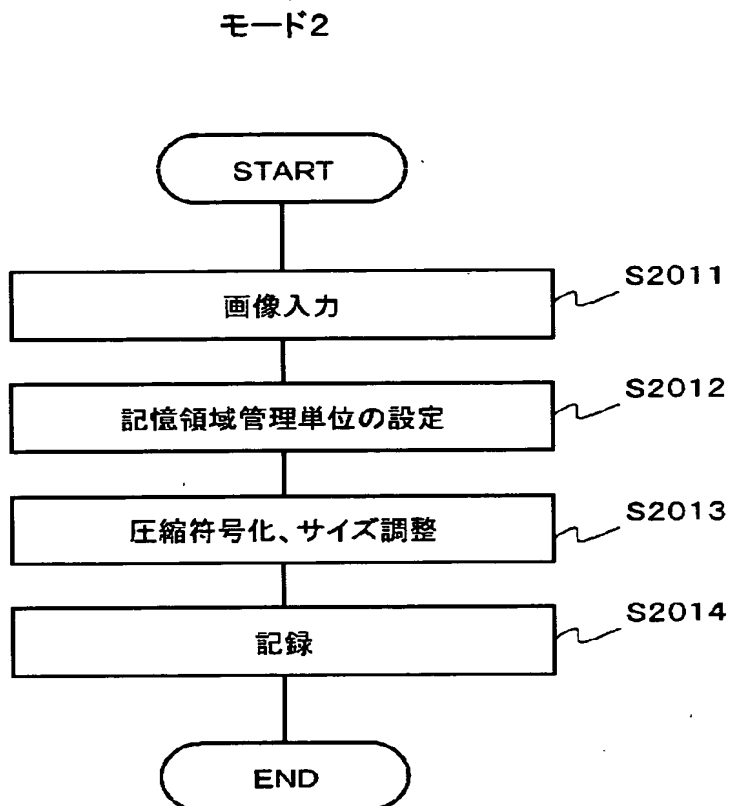 モード2
START
画像入力
S2011
記憶領域管理単位の設定
S2012
圧縮符号化、サイズ調整
S2013
記録
S2014
END